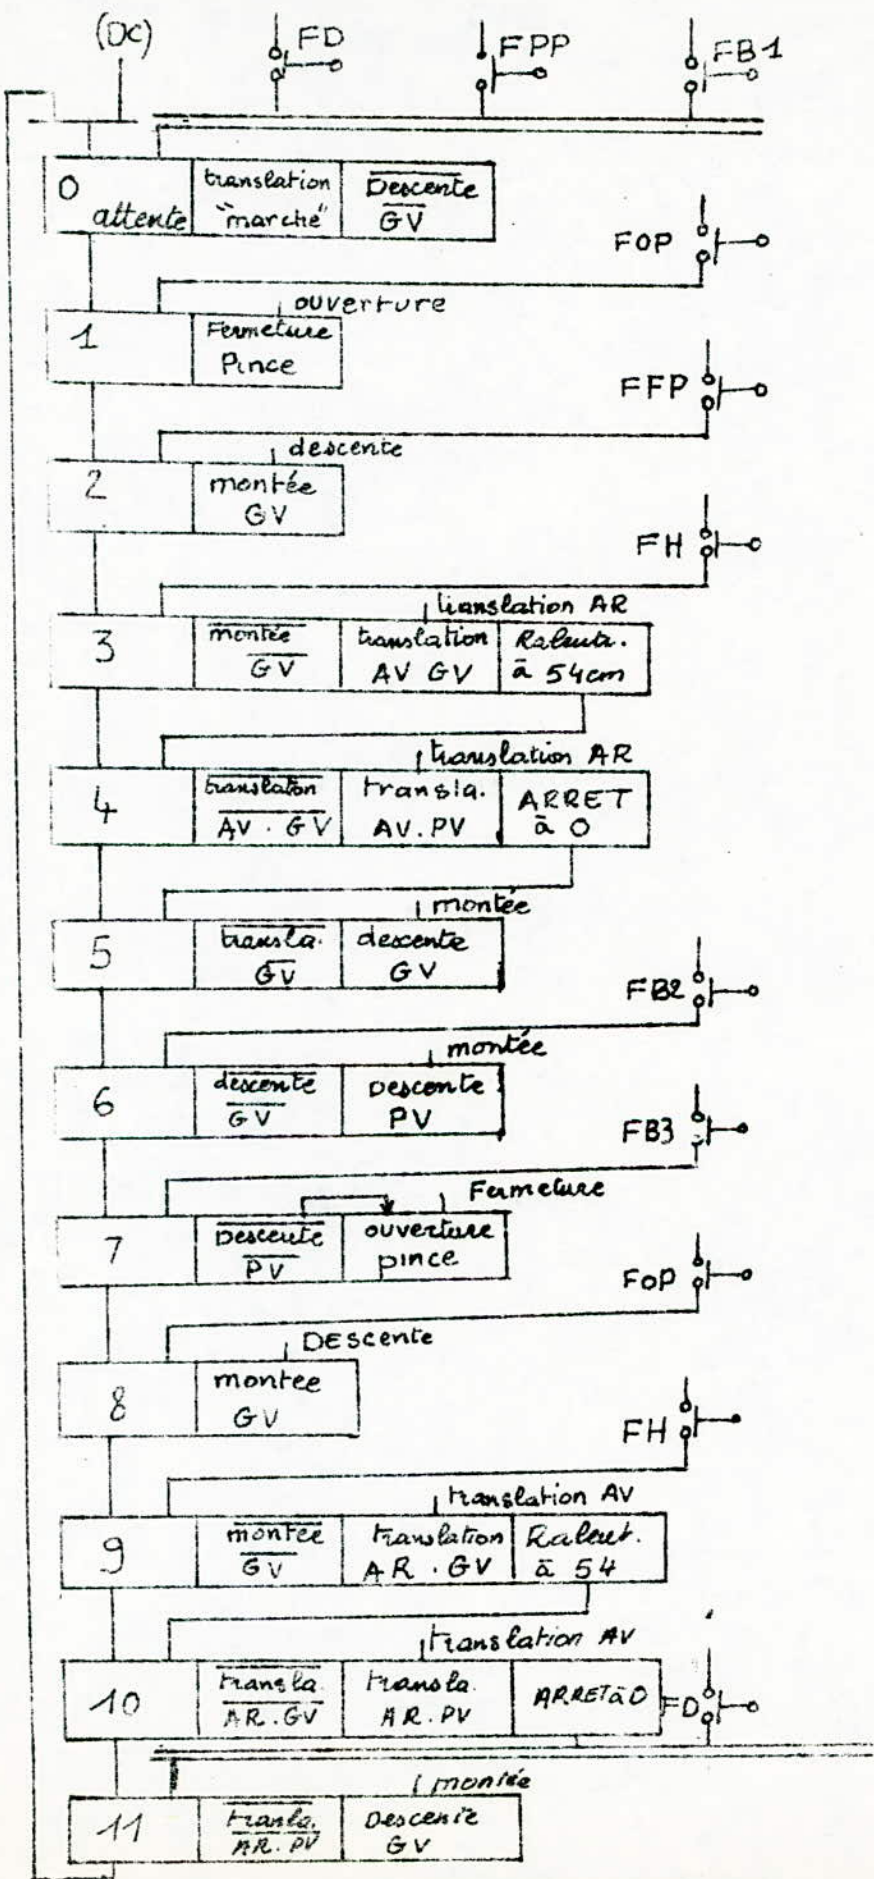 (DC)
FD
FPP
FB1
0
attente
translation
"marche"
Descente
GV
FOP
ouverture
1
Fermeture
Pince
FFP
descente
2
montée
GV
FH
translation AR
3
montée
GV
translation
AV GV
Ralent.
à 54cm
translation AR
4
translation
AV . GV
transla.
AV. PV
ARRET
à 0
montée
5
transla.
GV
descente
GV
FB2
montée
6
descente
GV
Descente
PV
FB3
Fermeture
7
Descente
PV
ouverture
pince
FOP
DEscente
8
montee
GV
FH
translation AV
9
montée
GV
translation
AR . GV
Ralent.
à 54
translation AV
10
transla.
AR . GV
transla.
AR. PV
ARRET à 0
FD
montée
11
transla.
AR. PV
Descente
GV